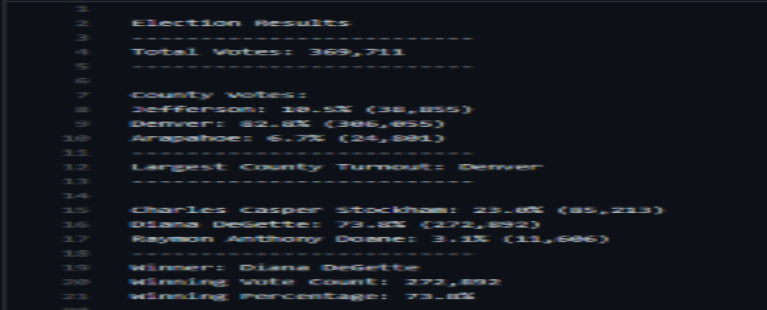 1
2 Election Results
3 -------------------------
4 Total Votes: 369,711
5 -------------------------
6
7 County Votes:
8 Jefferson: 10.5% (38,855)
9 Denver: 82.8% (306,055)
10 Arapahoe: 6.7% (24,801)
11 -------------------------
12 Largest County Turnout: Denver
13 -------------------------
14
15 Charles Casper Stockham: 23.0% (85,213)
16 Diana DeGette: 73.8% (272,892)
17 Raymon Anthony Doane: 3.1% (11,606)
18 -------------------------
19 Winner: Diana DeGette
20 Winning Vote Count: 272,892
21 Winning Percentage: 73.8%